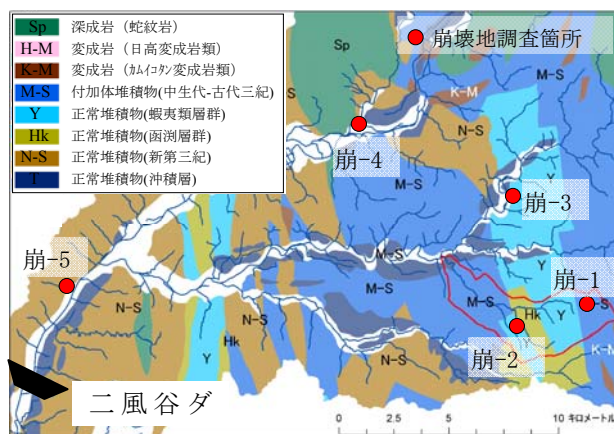 Sp 深成岩（蛇紋岩）
H-M 変成岩（日高変成岩類）
K-M 変成岩（ｶﾑｲｺﾀﾝ変成岩類）
M-S 付加体堆積物(中生代-古代三紀)
Y 正常堆積物(蝦夷類層群)
Hk 正常堆積物(函渕層群)
N-S 正常堆積物(新第三紀)
T 正常堆積物(沖積層)
崩壊地調査箇所
Sp
M-S
K-M
N-S
崩-4
M-S
Y
崩-3
M-S
崩-5
崩-1
M-S
M-S
N-S
Hk
Y
崩-2
Y
Hk
N-S
K-M
二風谷ダ
0 2.5 5 10 キロメートル